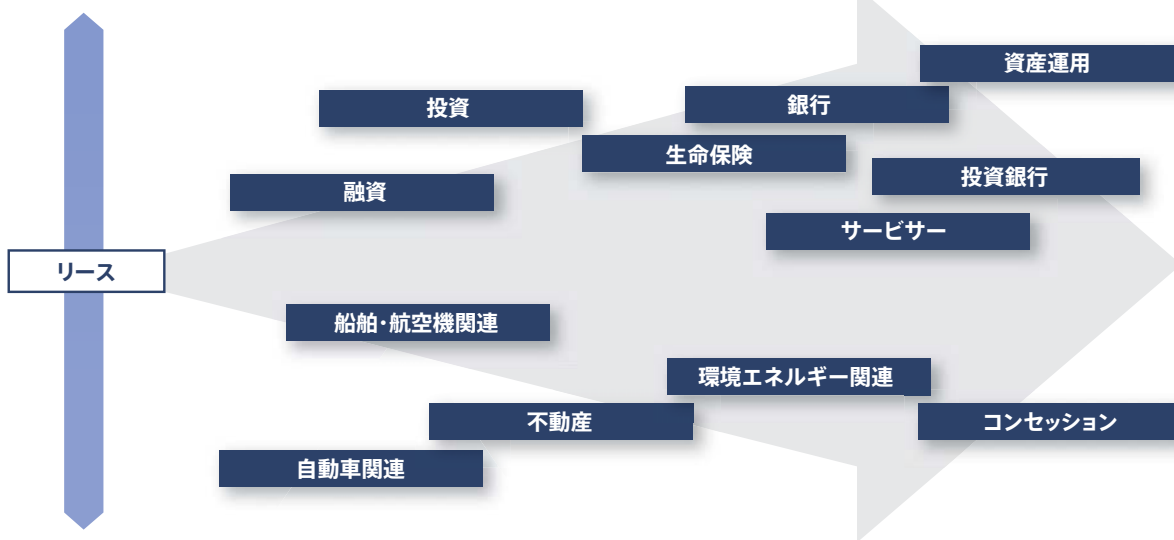 資産運用
投資
銀行
生命保険
投資銀行
融資
サービサー
リース
船舶・航空機関連
環境エネルギー関連
不動産
コンセッション
自動車関連